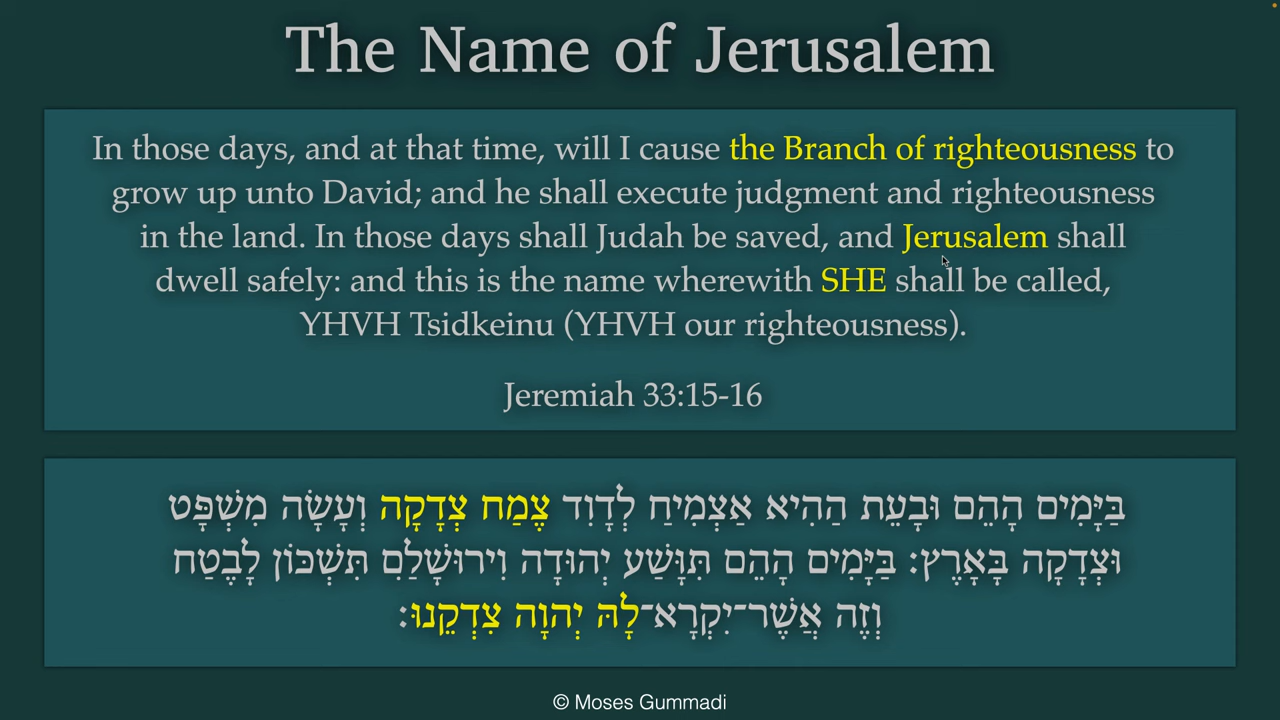 The Name of Jerusalem
In those days, and at that time, will I cause the Branch of righteousness to
grow up unto David; and he shall execute judgment and righteousness
in the land. In those days shall Judah be saved, and Jerusalem shall
dwell safely: and this is the name wherewith SHE shall be called,
YHVH Tsidkeinu (YHVH our righteousness).
Jeremiah 33:15-16
בַּיָּמִים הָהֵם וּבָעֵת הַהִיא אַצְמִיחַ לְדָוִד צֶמַח צְדָקָה וְעָשָׂה מִשְׁפָּט
וּצְדָקָה בָּאָרֶץ׃ בַּיָּמִים הָהֵם תִּוָּשַׁע יְהוּדָה וִירוּשָׁלִַם תִּשְׁכּוֹן לָבֶטַח
וְזֶה אֲשֶׁר־יִקְרָא־לָהּ יְהוָה צִדְקֵנוּ׃
© Moses Gummadi